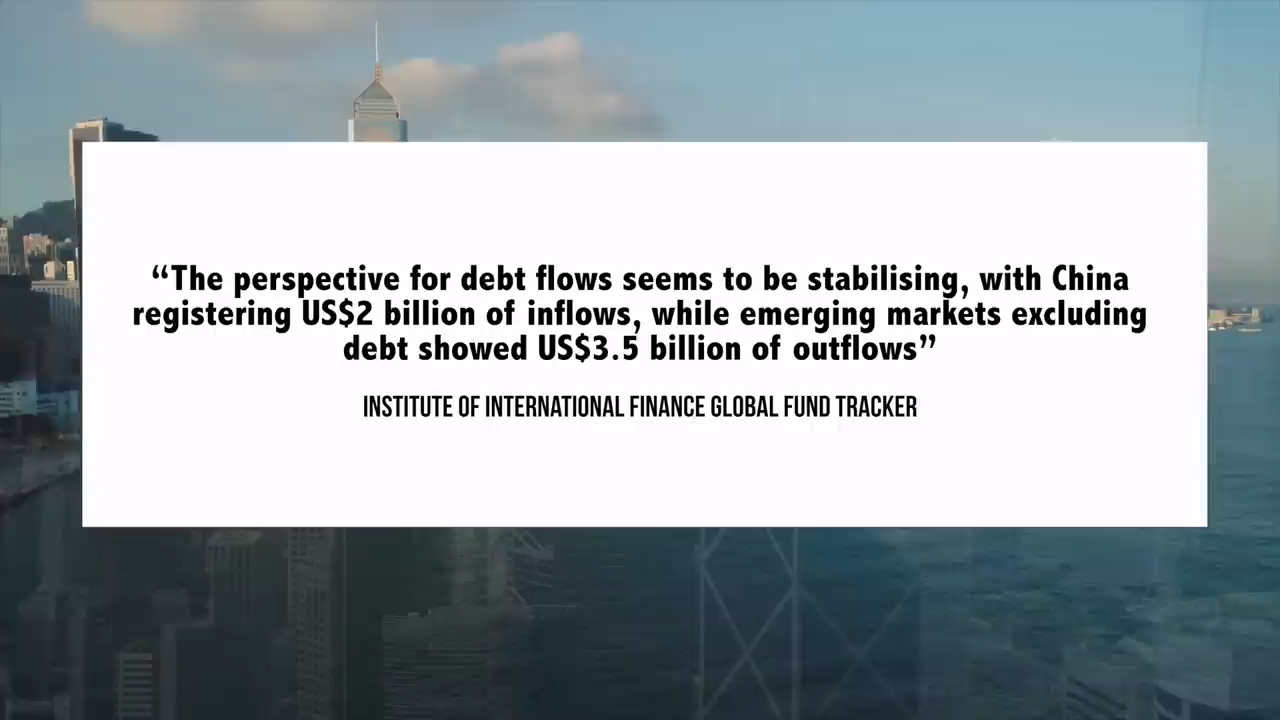 “The perspective for debt flows seems to be stabilising, with China
registering US$2 billion of inflows, while emerging markets excluding
debt showed US$3.5 billion of outflows”
INSTITUTE OF INTERNATIONAL FINANCE GLOBAL FUND TRACKER